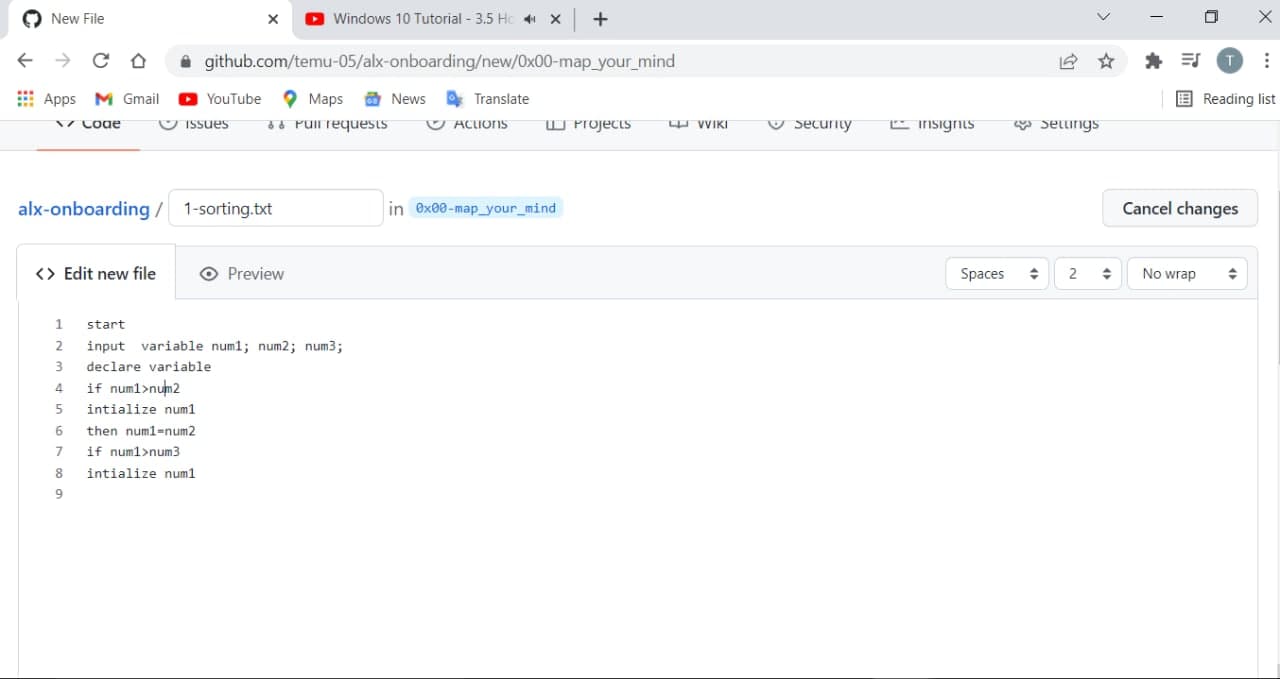 New File
Windows 10 Tutorial - 3.5 Ho
github.com/temu-05/alx-onboarding/new/0x00-map_your_mind
T
Apps Gmail YouTube Maps News Translate Reading list
Code Issues Pull requests Actions Projects Wiki Security Insights Settings
alx-onboarding / 1-sorting.txt in 0x00-map_your_mind Cancel changes
<> Edit new file Preview Spaces 2 No wrap
1 start
2 input  variable num1; num2; num3;
3 declare variable
4 if num1>num2
5 intialize num1
6 then num1=num2
7 if num1>num3
8 intialize num1
9